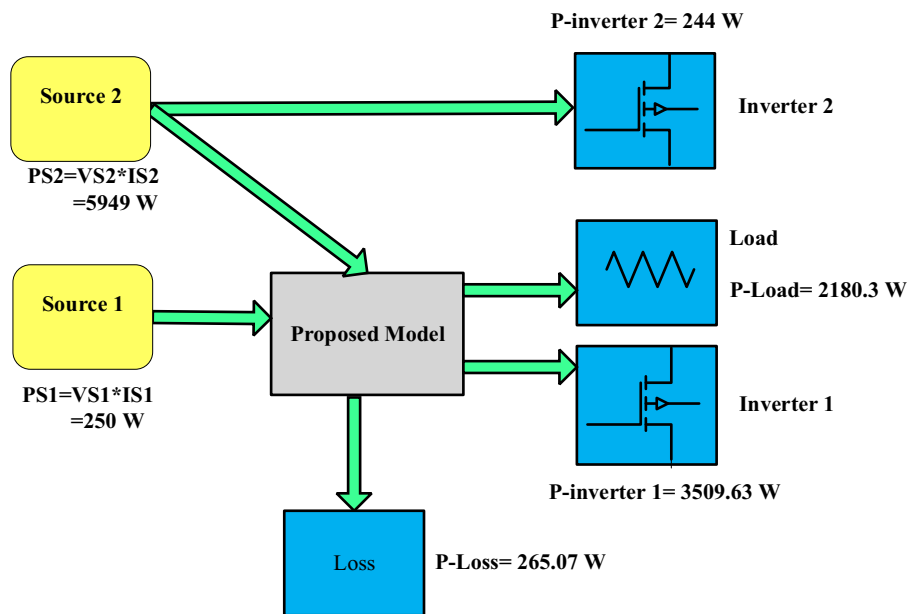 P-inverter 2= 244 W
Source 2
Inverter 2
PS2=VS2*IS2
=5949 W
Load
P-Load= 2180.3 W
Source 1
Proposed Model
PS1=VS1*IS1
=250 W
Inverter 1
P-inverter 1= 3509.63 W
Loss
P-Loss= 265.07 W